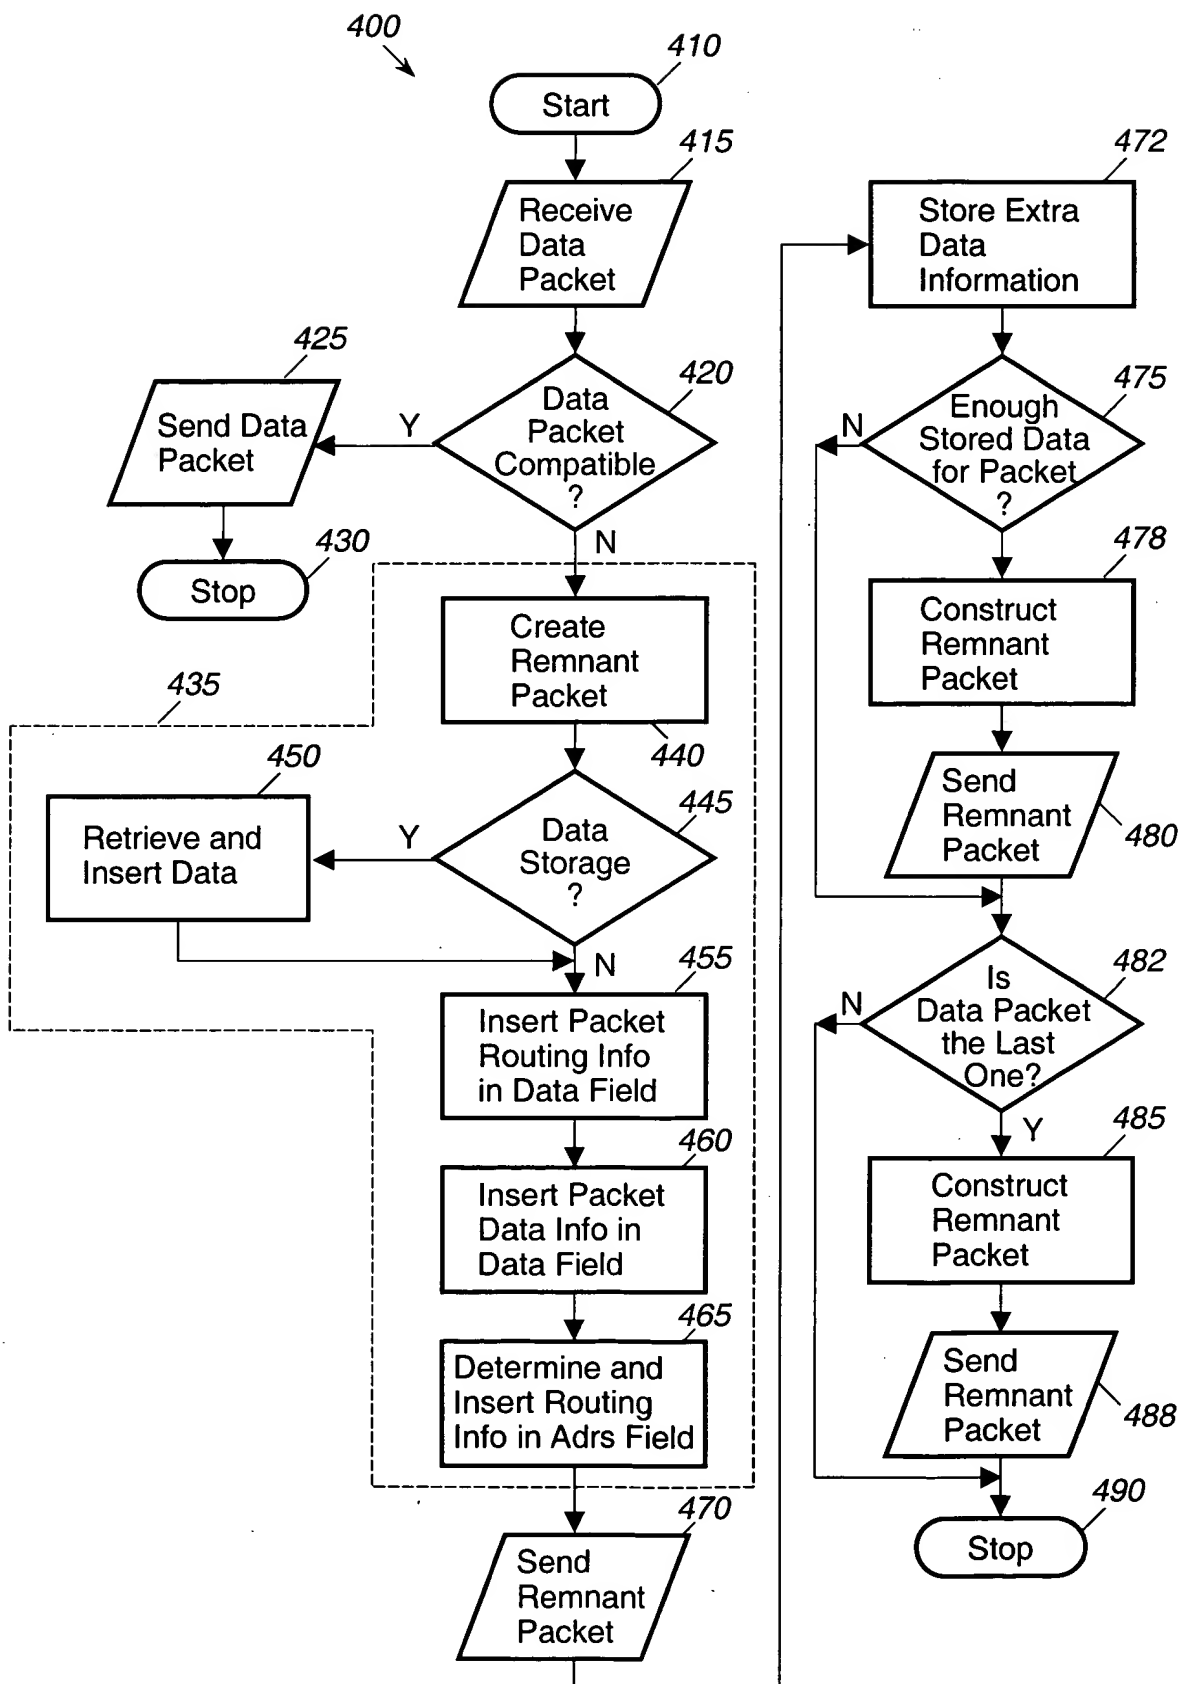 400
410
Start
415
Receive
Data
Packet
425
Send Data
Packet
Y
420
Data
Packet
Compatible
?
N
430
Stop
435
Create
Remnant
Packet
440
450
Retrieve and
Insert Data
Y
445
Data
Storage
?
N
455
Insert Packet
Routing Info
in Data Field
460
Insert Packet
Data Info in
Data Field
465
Determine and
Insert Routing
Info in Adrs Field
470
Send
Remnant
Packet
472
Store Extra
Data
Information
475
N
Enough
Stored Data
for Packet
?
478
Construct
Remnant
Packet
Send
Remnant
Packet
480
482
N
Is
Data Packet
the Last
One?
Y
485
Construct
Remnant
Packet
Send
Remnant
Packet
488
490
Stop